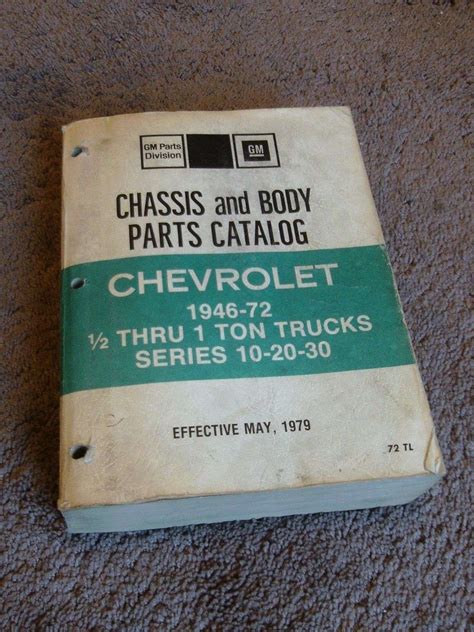 GM Parts
Division
GM
CHASSIS and BODY
PARTS CATALOG
CHEVROLET
1946-72
½ THRU 1 TON TRUCKS
SERIES 10-20-30
EFFECTIVE MAY, 1979
72 TL